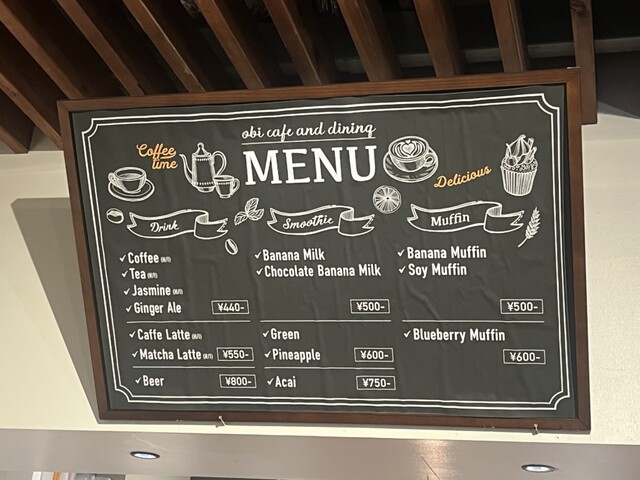 obi cafe and dining
Coffee time
MENU
Delicious
Drink
Smoothie
Muffin
✓Coffee (H/I)
✓Tea (H/I)
✓Jasmine (H/I)
✓Ginger Ale ¥440-
✓Caffe Latte (H/I)
✓Matcha Latte (H/I) ¥550-
✓Beer ¥800-
✓Banana Milk
✓Chocolate Banana Milk
¥500-
✓Green
✓Pineapple ¥600-
✓Acai ¥750-
✓Banana Muffin
✓Soy Muffin
¥500-
✓Blueberry Muffin
¥600-